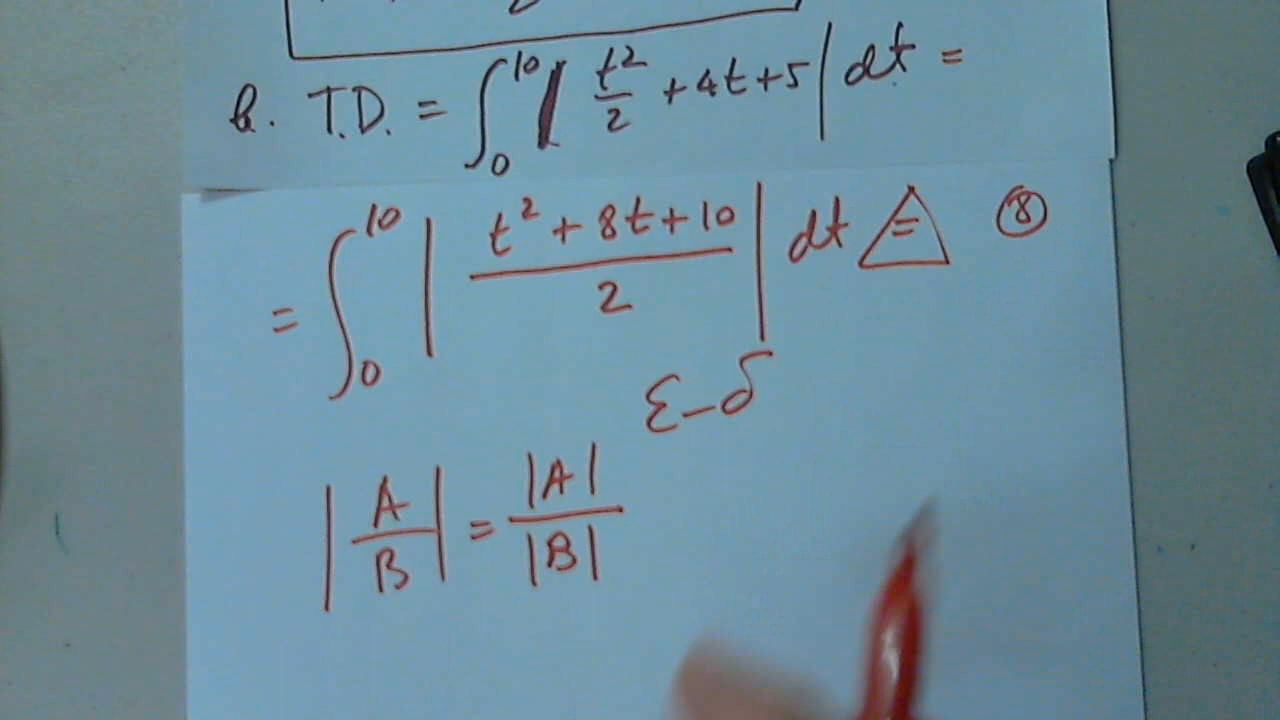 b. T.D. = ∫₀¹⁰ | t²/2 + 4t + 5 | dt =
= ∫₀¹⁰ | (t² + 8t + 10)/2 | dt = ⑧
ε-δ
| A/B | = |A|/|B|